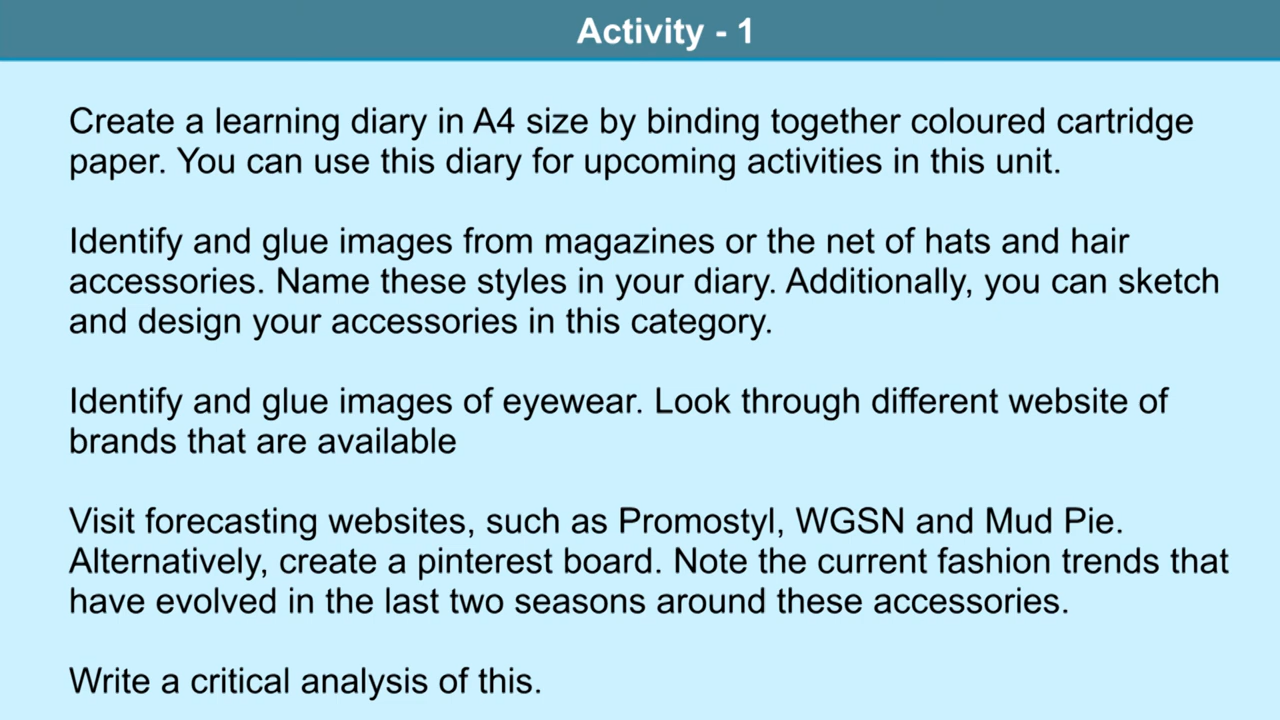 Activity - 1
Create a learning diary in A4 size by binding together coloured cartridge
paper. You can use this diary for upcoming activities in this unit.
Identify and glue images from magazines or the net of hats and hair
accessories. Name these styles in your diary. Additionally, you can sketch
and design your accessories in this category.
Identify and glue images of eyewear. Look through different website of
brands that are available
Visit forecasting websites, such as Promostyl, WGSN and Mud Pie.
Alternatively, create a pinterest board. Note the current fashion trends that
have evolved in the last two seasons around these accessories.
Write a critical analysis of this.